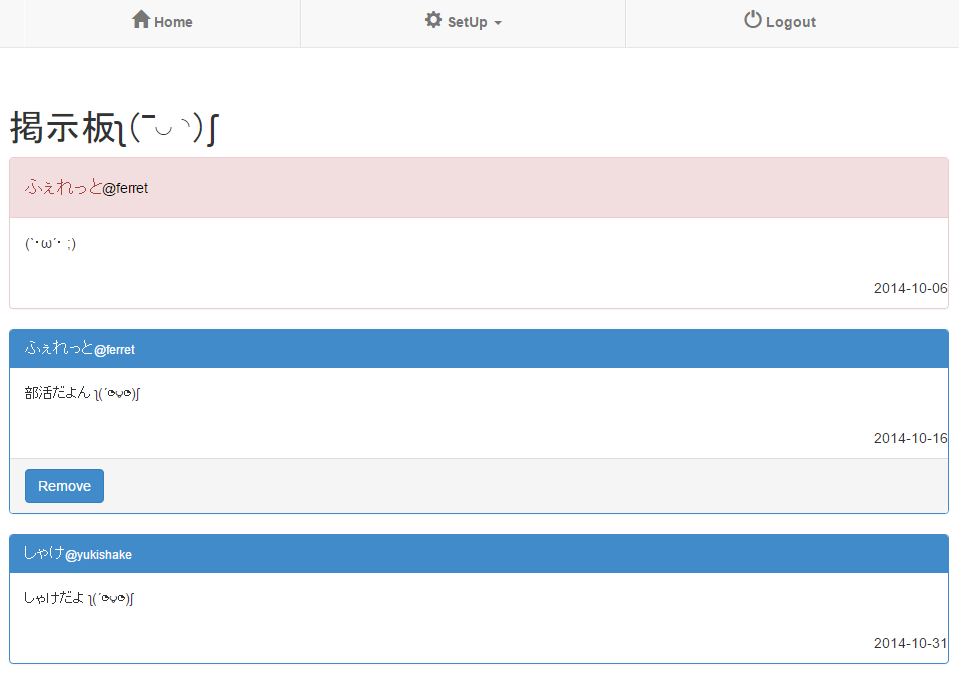 Home SetUp Logout
掲示板ʅ(‾◡◝)ʃ
ふぇれっと@ferret
(`･ω´･ ;)
2014-10-06
ふぇれっと@ferret
部活だよん ʅ(´◔౪◔)ʃ
2014-10-16
Remove
しゃけ@yukishake
しゃけだよ ʅ(´◔౪◔)ʃ
2014-10-31